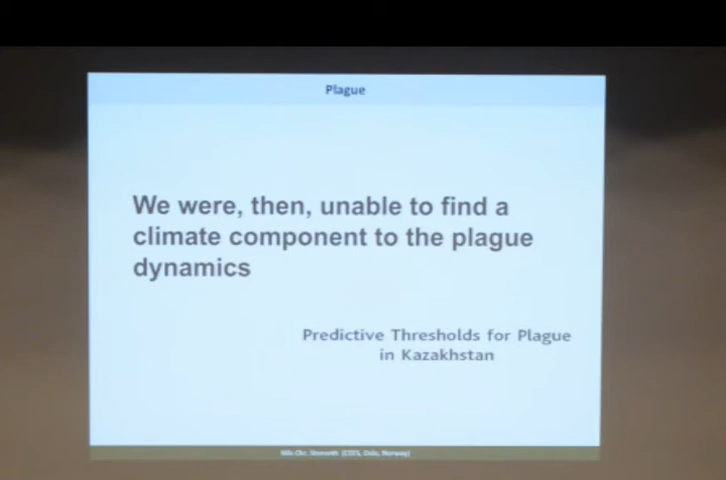 Plague
We were, then, unable to find a
climate component to the plague
dynamics
Predictive Thresholds for Plague
in Kazakhstan
Nils Chr. Stenseth (CEES, Oslo, Norway)